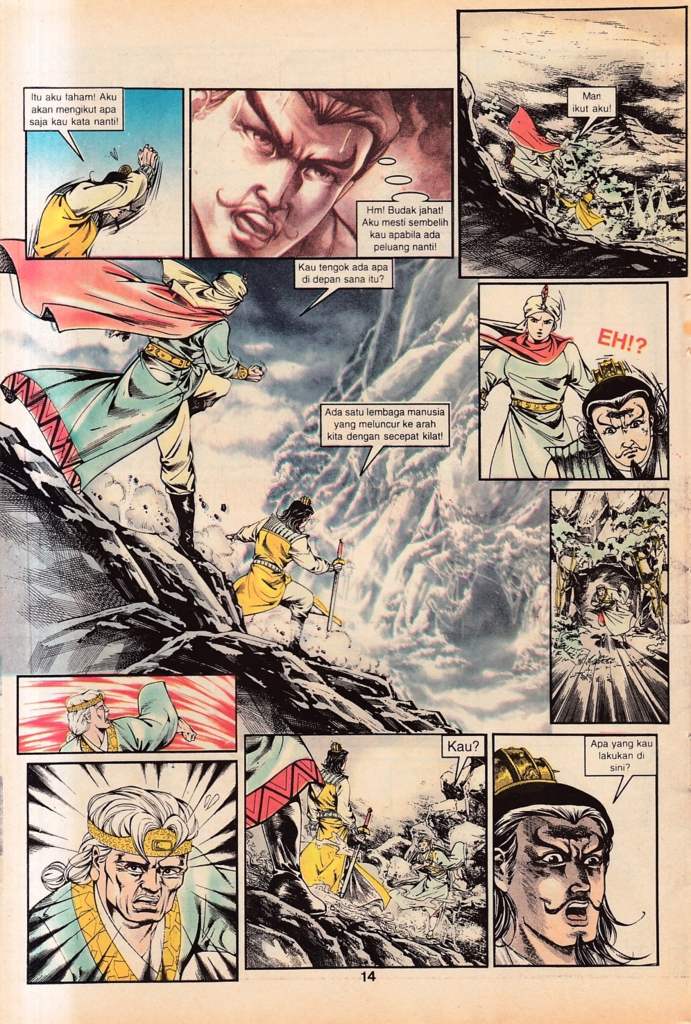 Itu aku faham! Aku
akan mengikut apa
saja kau kata nanti!
Hm! Budak jahat!
Aku mesti sembelih
kau apabila ada
peluang nanti!
Mari
ikut aku!
Kau tengok ada apa
di depan sana itu?
Ada satu lembaga manusia
yang meluncur ke arah
kita dengan secepat kilat!
EH!?
Kau?
Apa yang kau
lakukan di
sini?
14